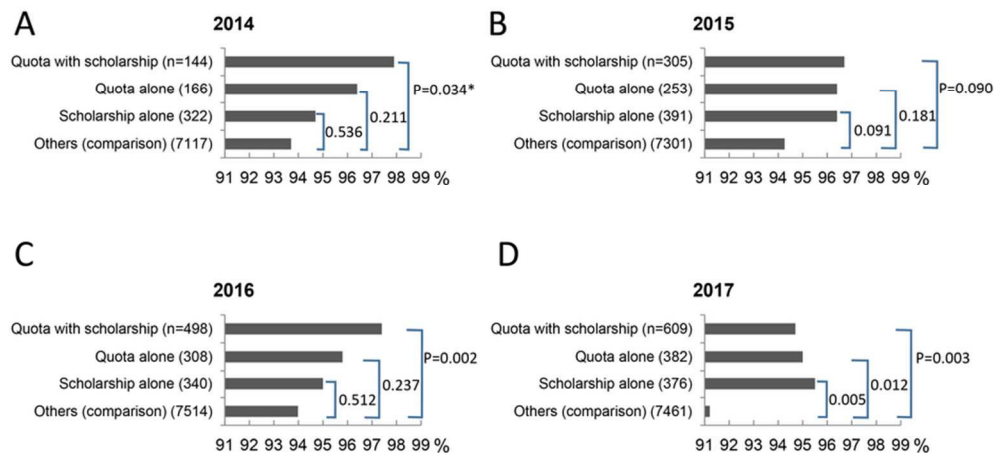 A
2014
Quota with scholarship (n=144)
Quota alone (166)
Scholarship alone (322)
Others (comparison) (7117)
0.536
0.211
P=0.034*
91 92 93 94 95 96 97 98 99 %
B
2015
Quota with scholarship (n=305)
Quota alone (253)
Scholarship alone (391)
Others (comparison) (7301)
0.091
0.181
P=0.090
91 92 93 94 95 96 97 98 99 %
C
2016
Quota with scholarship (n=498)
Quota alone (308)
Scholarship alone (340)
Others (comparison) (7514)
0.512
0.237
P=0.002
91 92 93 94 95 96 97 98 99 %
D
2017
Quota with scholarship (n=609)
Quota alone (382)
Scholarship alone (376)
Others (comparison) (7461)
0.005
0.012
P=0.003
91 92 93 94 95 96 97 98 99 %